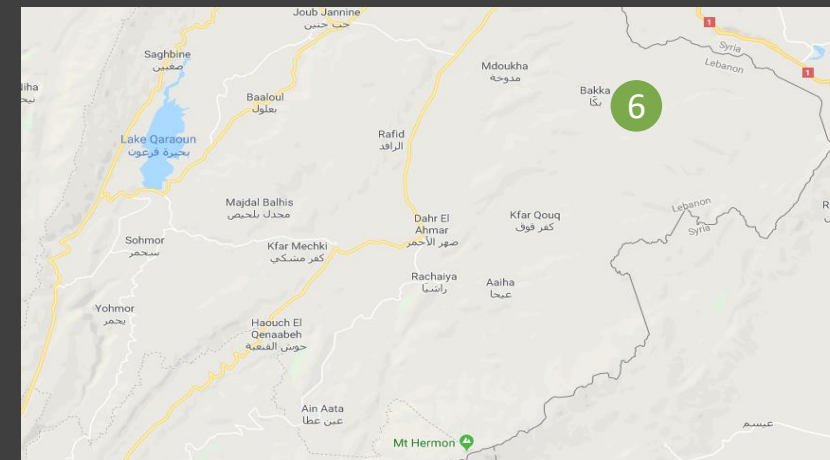 Joub Jannine
جب جنين
1
Syria
Lebanon
1
Saghbine
صغبين
Mdoukha
مدوخة
Bakka
بكّا
6
Baaloul
بعلول
Lake Qaraoun
بحيرة قرعون
Rafid
الرافد
Majdal Balhis
مجدل بلحيص
Lebanon
Syria
Dahr El
Ahmar
ضهر الأحمر
Kfar Qouq
كفر قوق
Sohmor
سحمر
Kfar Mechki
كفر مشكي
Rachaiya
راشيا
Aaiha
عيحا
Yohmor
يحمر
Haouch El
Qenaabeh
حوش القنعبة
Ain Aata
عين عطا
Mt Hermon
عيسم